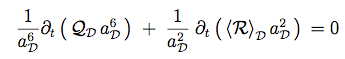 $$\frac{1}{a_{\mathcal{D}}^{6}} \partial_t \left( \mathcal{Q}_{\mathcal{D}} \, a_{\mathcal{D}}^{6} \right) + \frac{1}{a_{\mathcal{D}}^{2}} \, \partial_t \left( \langle \mathcal{R} \rangle_{\mathcal{D}} \, a_{\mathcal{D}}^{2} \right) = 0$$